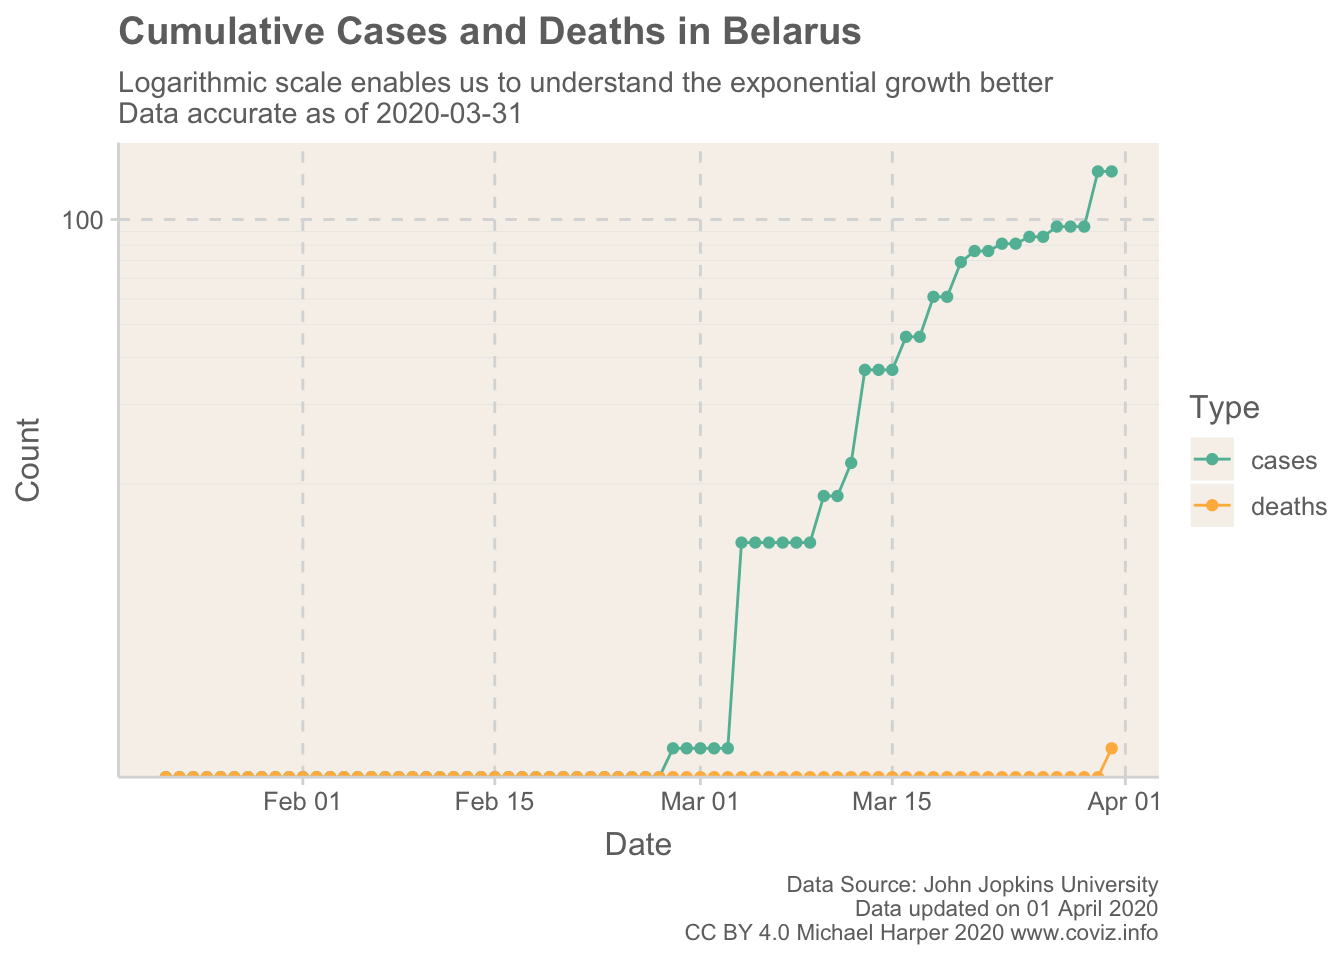 Cumulative Cases and Deaths in Belarus
Logarithmic scale enables us to understand the exponential growth better
Data accurate as of 2020-03-31
100
Count
Type
cases
deaths
Feb 01
Feb 15
Mar 01
Mar 15
Apr 01
Date
Data Source: John Jopkins University
Data updated on 01 April 2020
CC BY 4.0 Michael Harper 2020 www.coviz.info